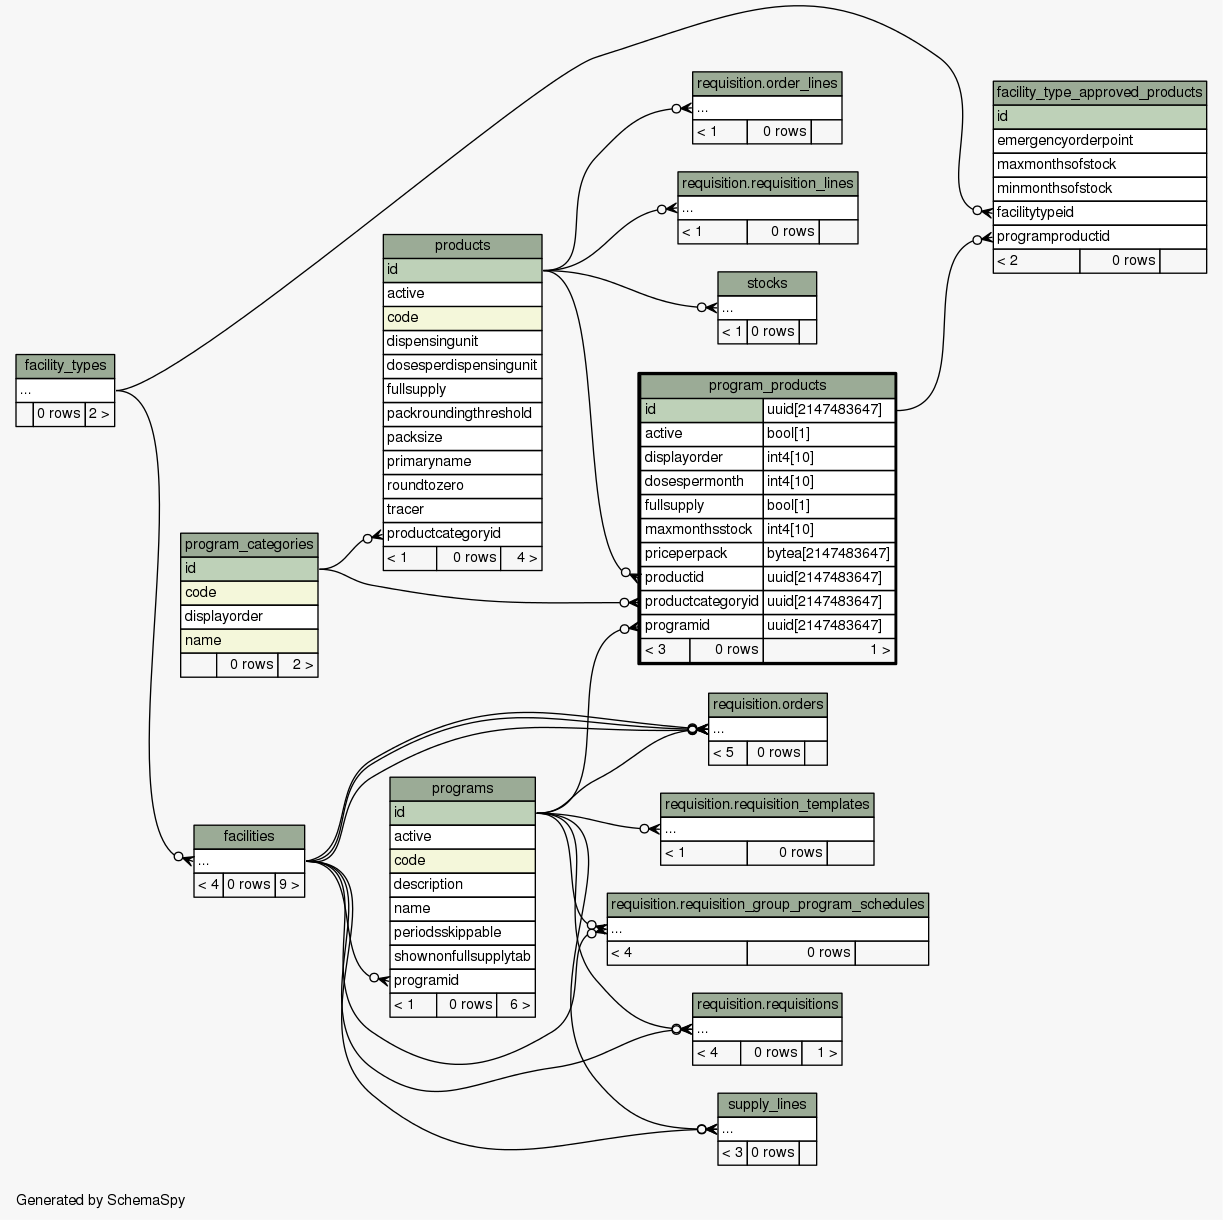 requisition.order_lines
...
< 1 0 rows
facility_type_approved_products
id
emergencyorderpoint
maxmonthsofstock
minmonthsofstock
facilitytypeid
programproductid
< 2 0 rows
requisition.requisition_lines
...
< 1 0 rows
products
id
active
code
dispensingunit
dosesperdispensingunit
fullsupply
packroundingthreshold
packsize
primaryname
roundtozero
tracer
productcategoryid
< 1 0 rows 4 >
stocks
...
< 1 0 rows
facility_types
...
0 rows 2 >
program_products
id uuid[2147483647]
active bool[1]
displayorder int4[10]
dosespermonth int4[10]
fullsupply bool[1]
maxmonthsstock int4[10]
priceperpack bytea[2147483647]
productid uuid[2147483647]
productcategoryid uuid[2147483647]
programid uuid[2147483647]
< 3 0 rows 1 >
program_categories
id
code
displayorder
name
0 rows 2 >
requisition.orders
...
< 5 0 rows
programs
id
active
code
description
name
periodsskippable
shownonfullsupplytab
programid
< 1 0 rows 6 >
requisition.requisition_templates
...
< 1 0 rows
facilities
...
< 4 0 rows 9 >
requisition.requisition_group_program_schedules
...
< 4 0 rows
requisition.requisitions
...
< 4 0 rows 1 >
supply_lines
...
< 3 0 rows
Generated by SchemaSpy